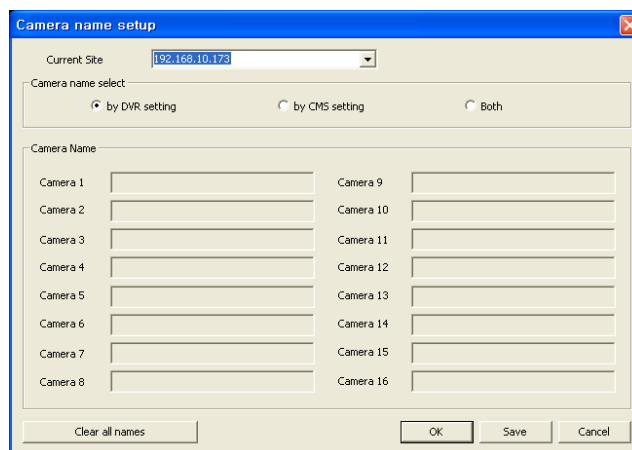 Camera name setup
Current Site 192.168.10.173
Camera name select
by DVR setting by CMS setting Both
Camera Name
Camera 1 Camera 9
Camera 2 Camera 10
Camera 3 Camera 11
Camera 4 Camera 12
Camera 5 Camera 13
Camera 6 Camera 14
Camera 7 Camera 15
Camera 8 Camera 16
Clear all names OK Save Cancel